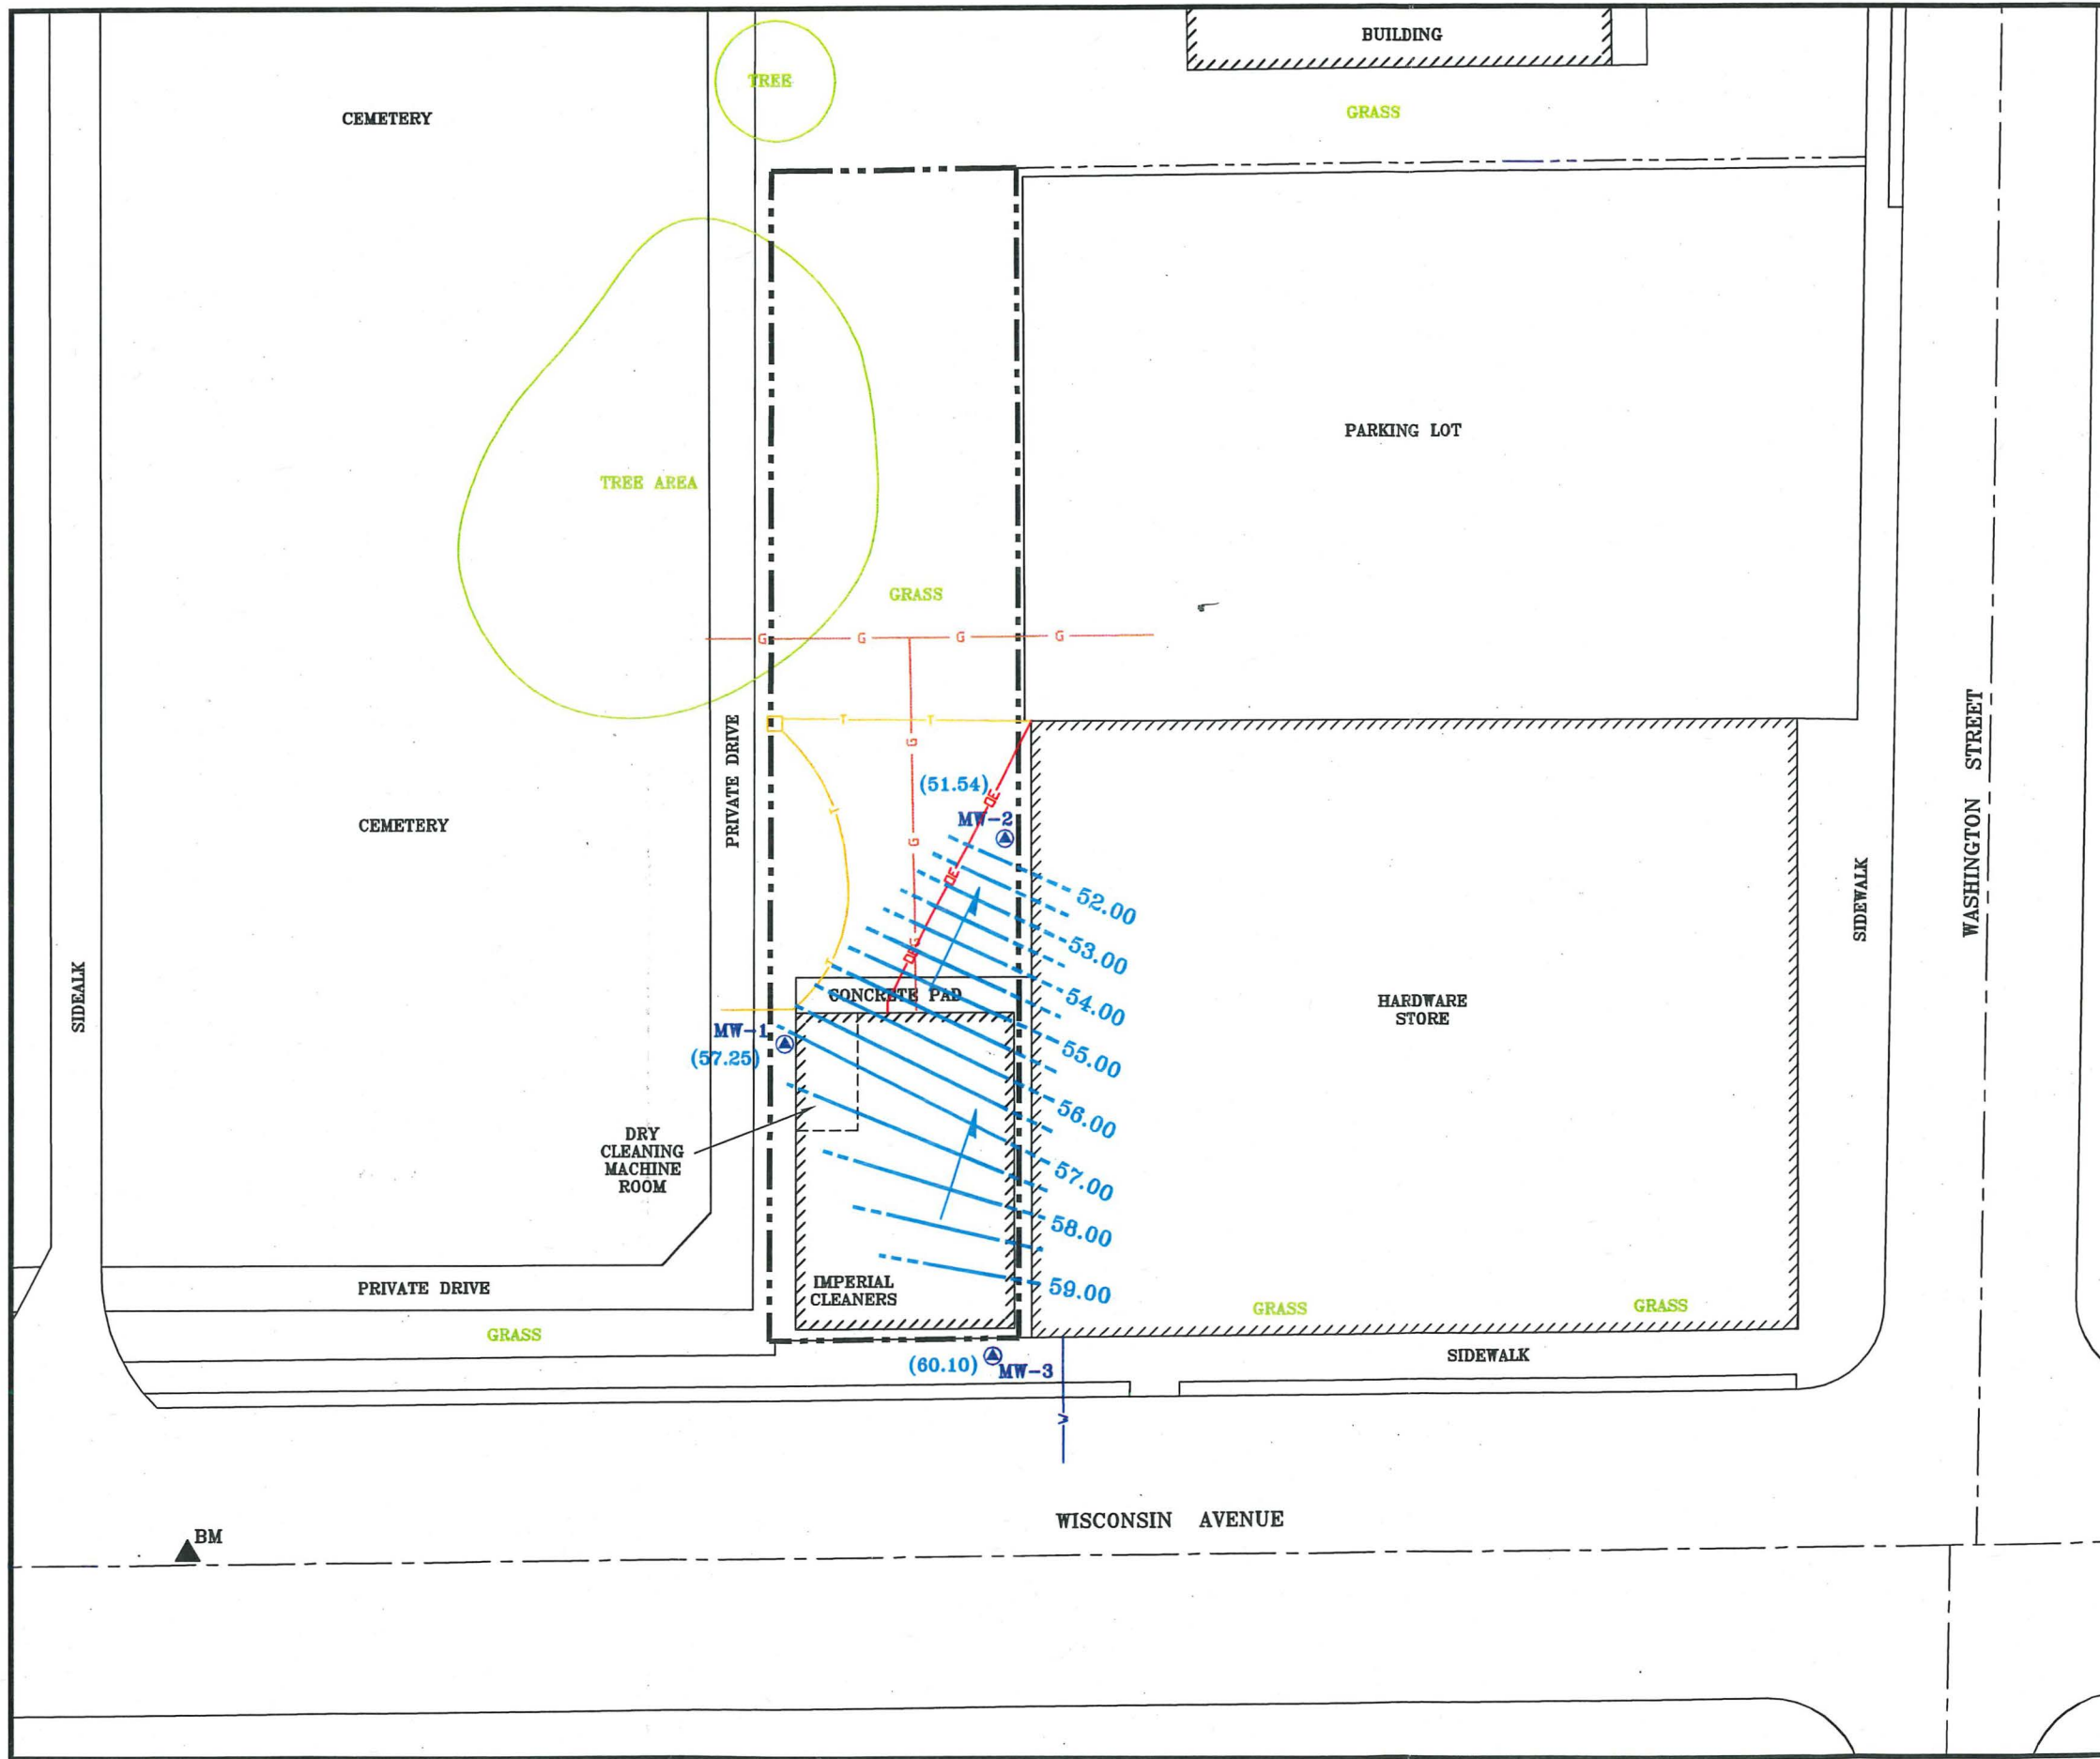 BUILDING
TREE
GRASS
CEMETERY
PARKING LOT
TREE AREA
GRASS
G
G
G
G
T
T
WASHINGTON STREET
PRIVATE DRIVE
G
(51.54)
OE
MW-2
CEMETERY
T
G
OE
SIDEWALK
52.00
53.00
G
OE
T
54.00
SIDEALK
CONCRETE PAD
HARDWARE
STORE
MW-1
(57.25)
55.00
56.00
DRY
CLEANING
MACHINE
ROOM
57.00
58.00
59.00
PRIVATE DRIVE
IMPERIAL
CLEANERS
GRASS
GRASS
GRASS
(60.10)
MW-3
SIDEWALK
W
WISCONSIN AVENUE
BM